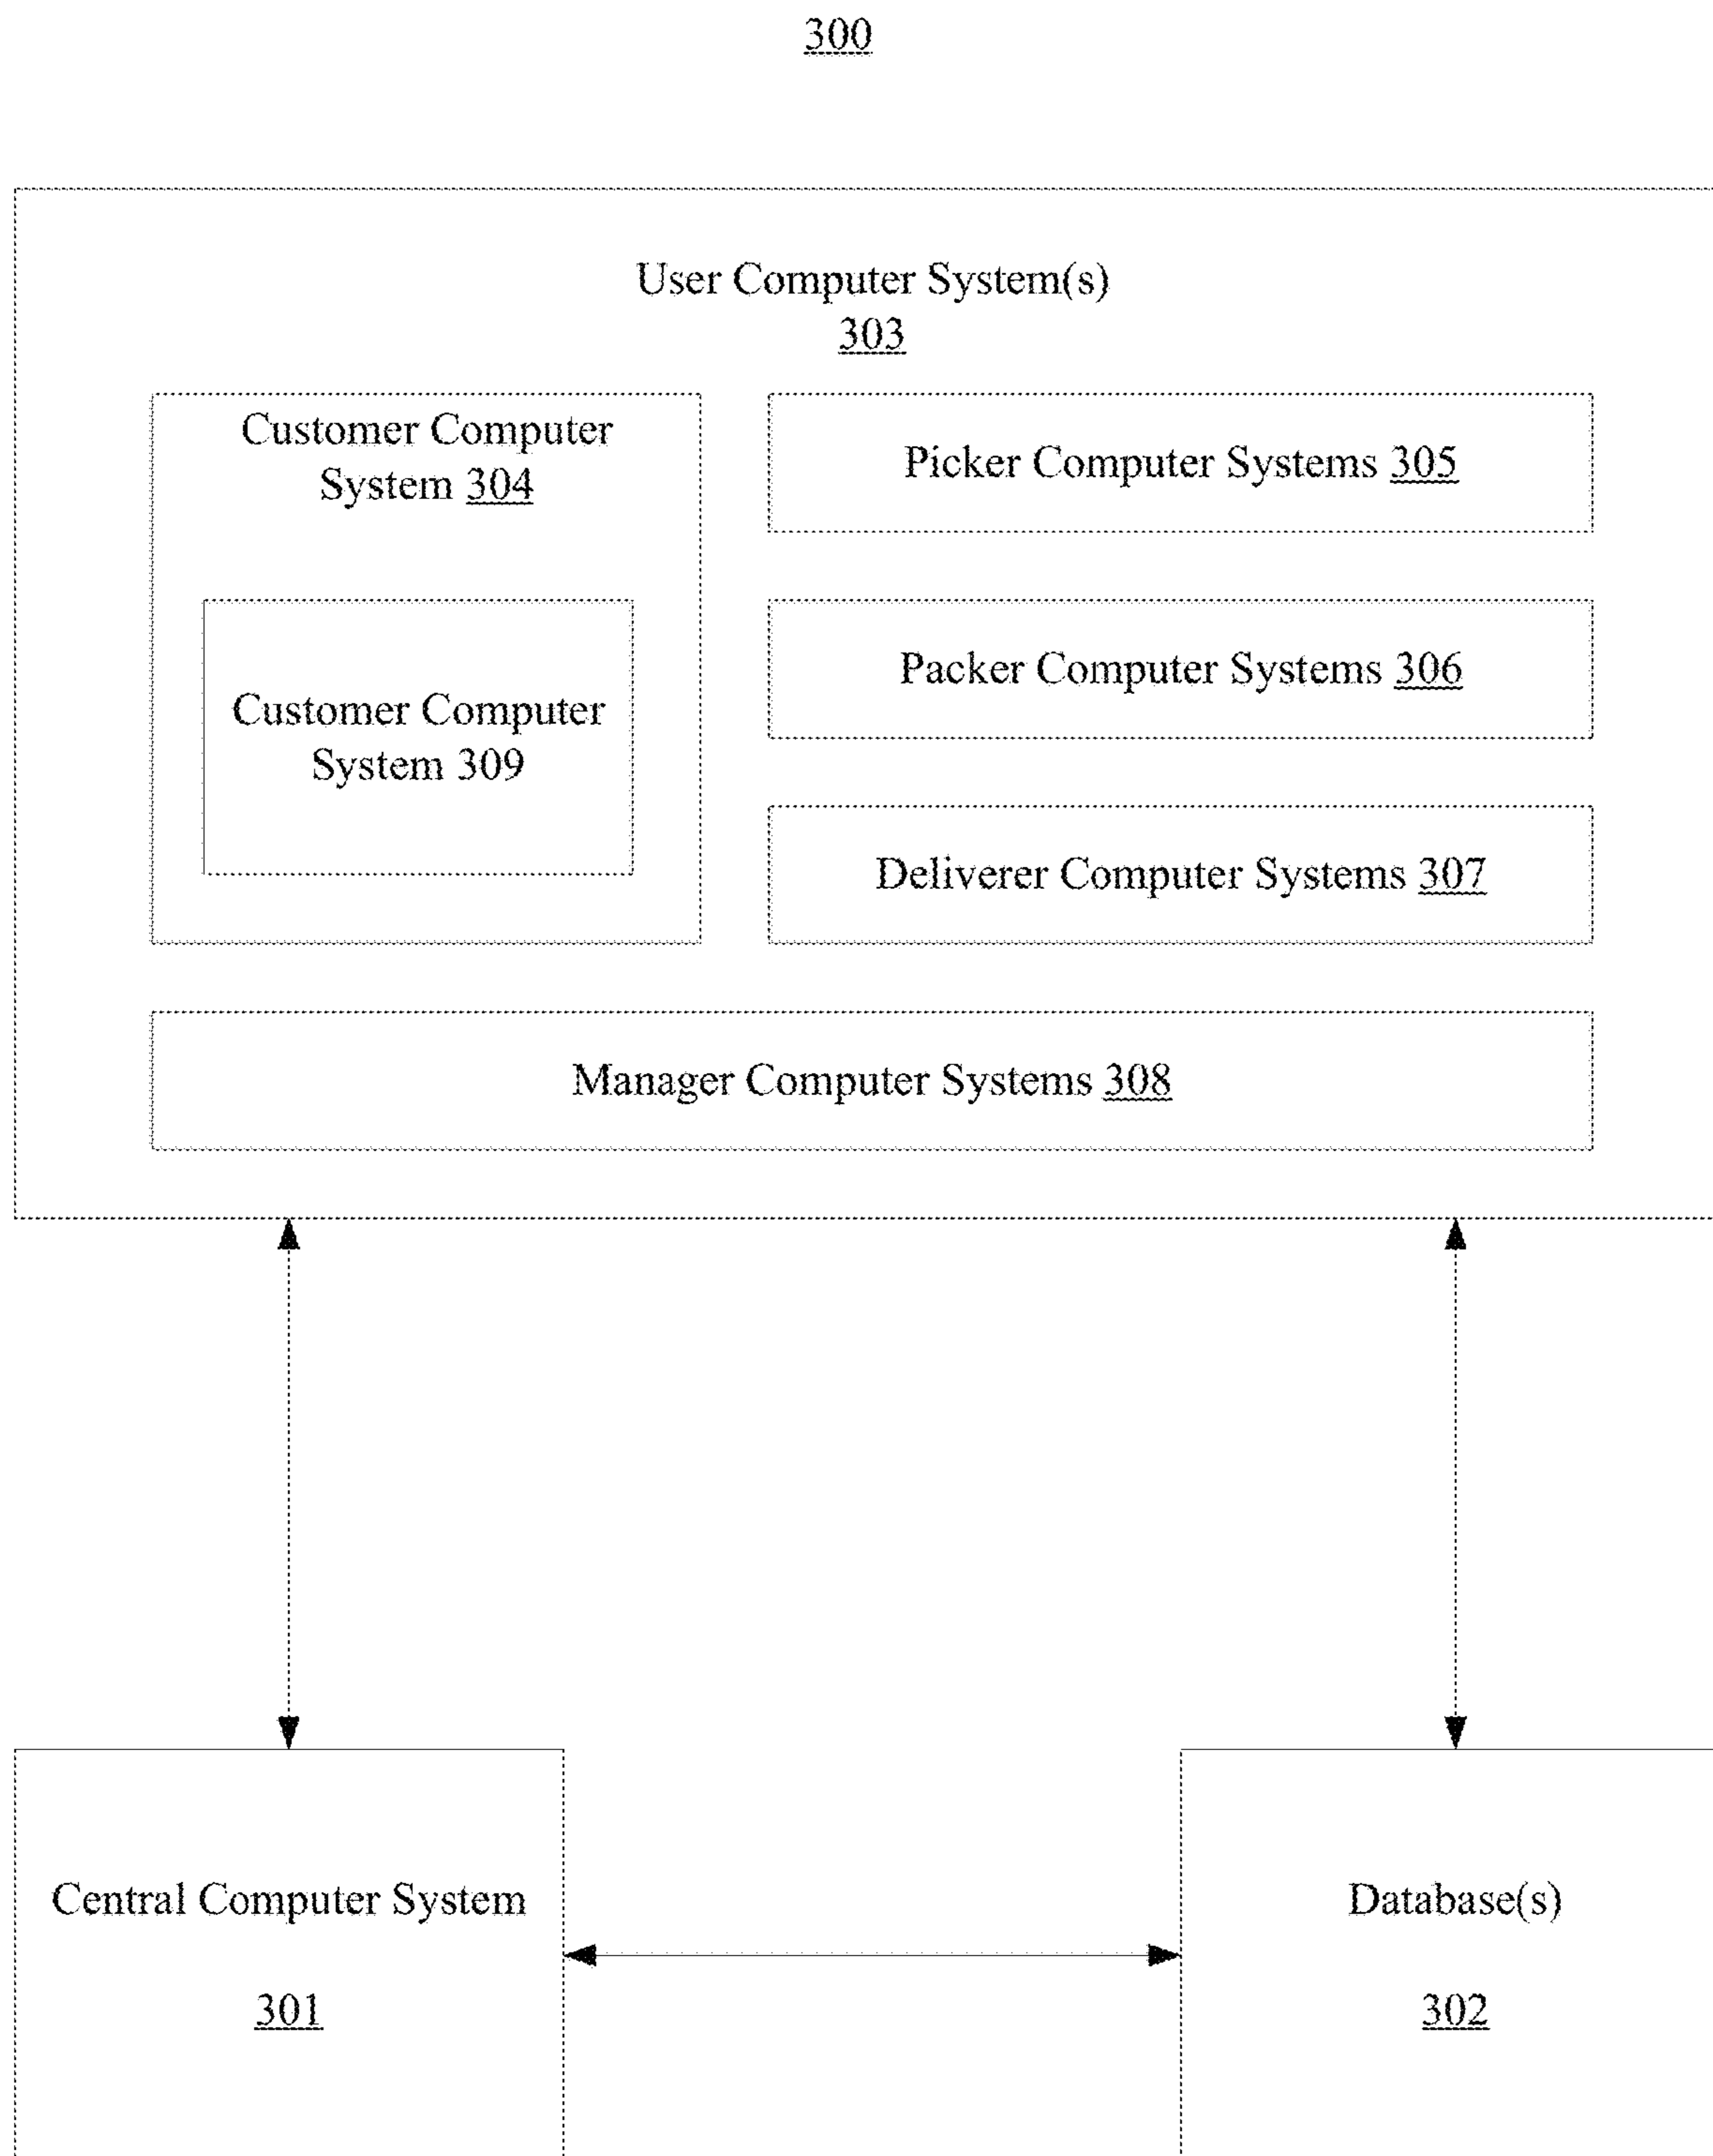 300
User Computer System(s)
303
Customer Computer
System 304
Customer Computer
System 309
Picker Computer Systems 305
Packer Computer Systems 306
Deliverer Computer Systems 307
Manager Computer Systems 308
Central Computer System
301
Database(s)
302